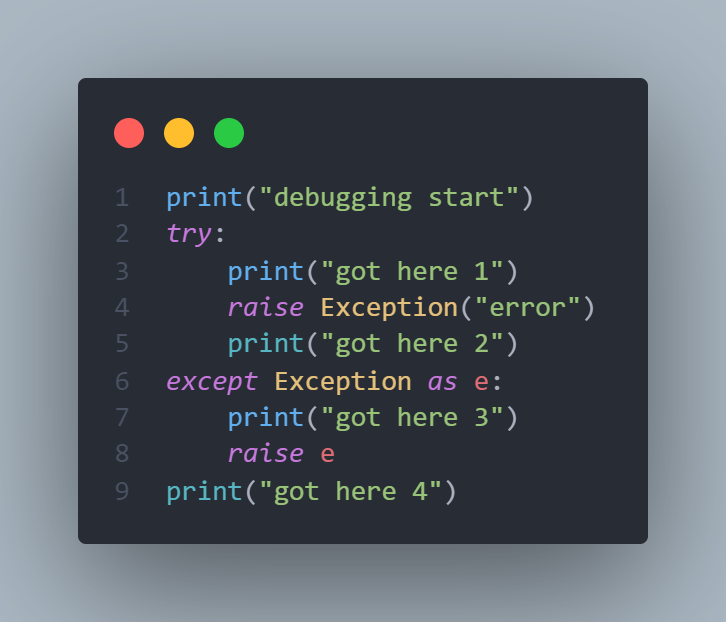 1 print("debugging start")
2 try:
3     print("got here 1")
4     raise Exception("error")
5     print("got here 2")
6 except Exception as e:
7     print("got here 3")
8     raise e
9 print("got here 4")